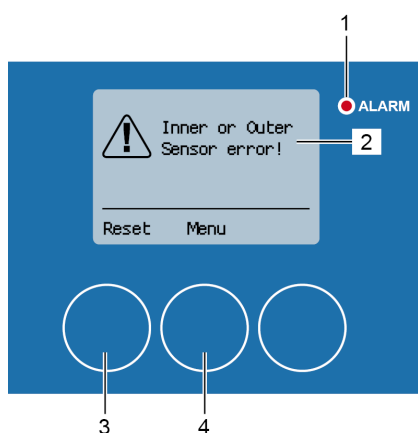 1
ALARM
Inner or Outer
Sensor error!
2
Reset Menu
3 4